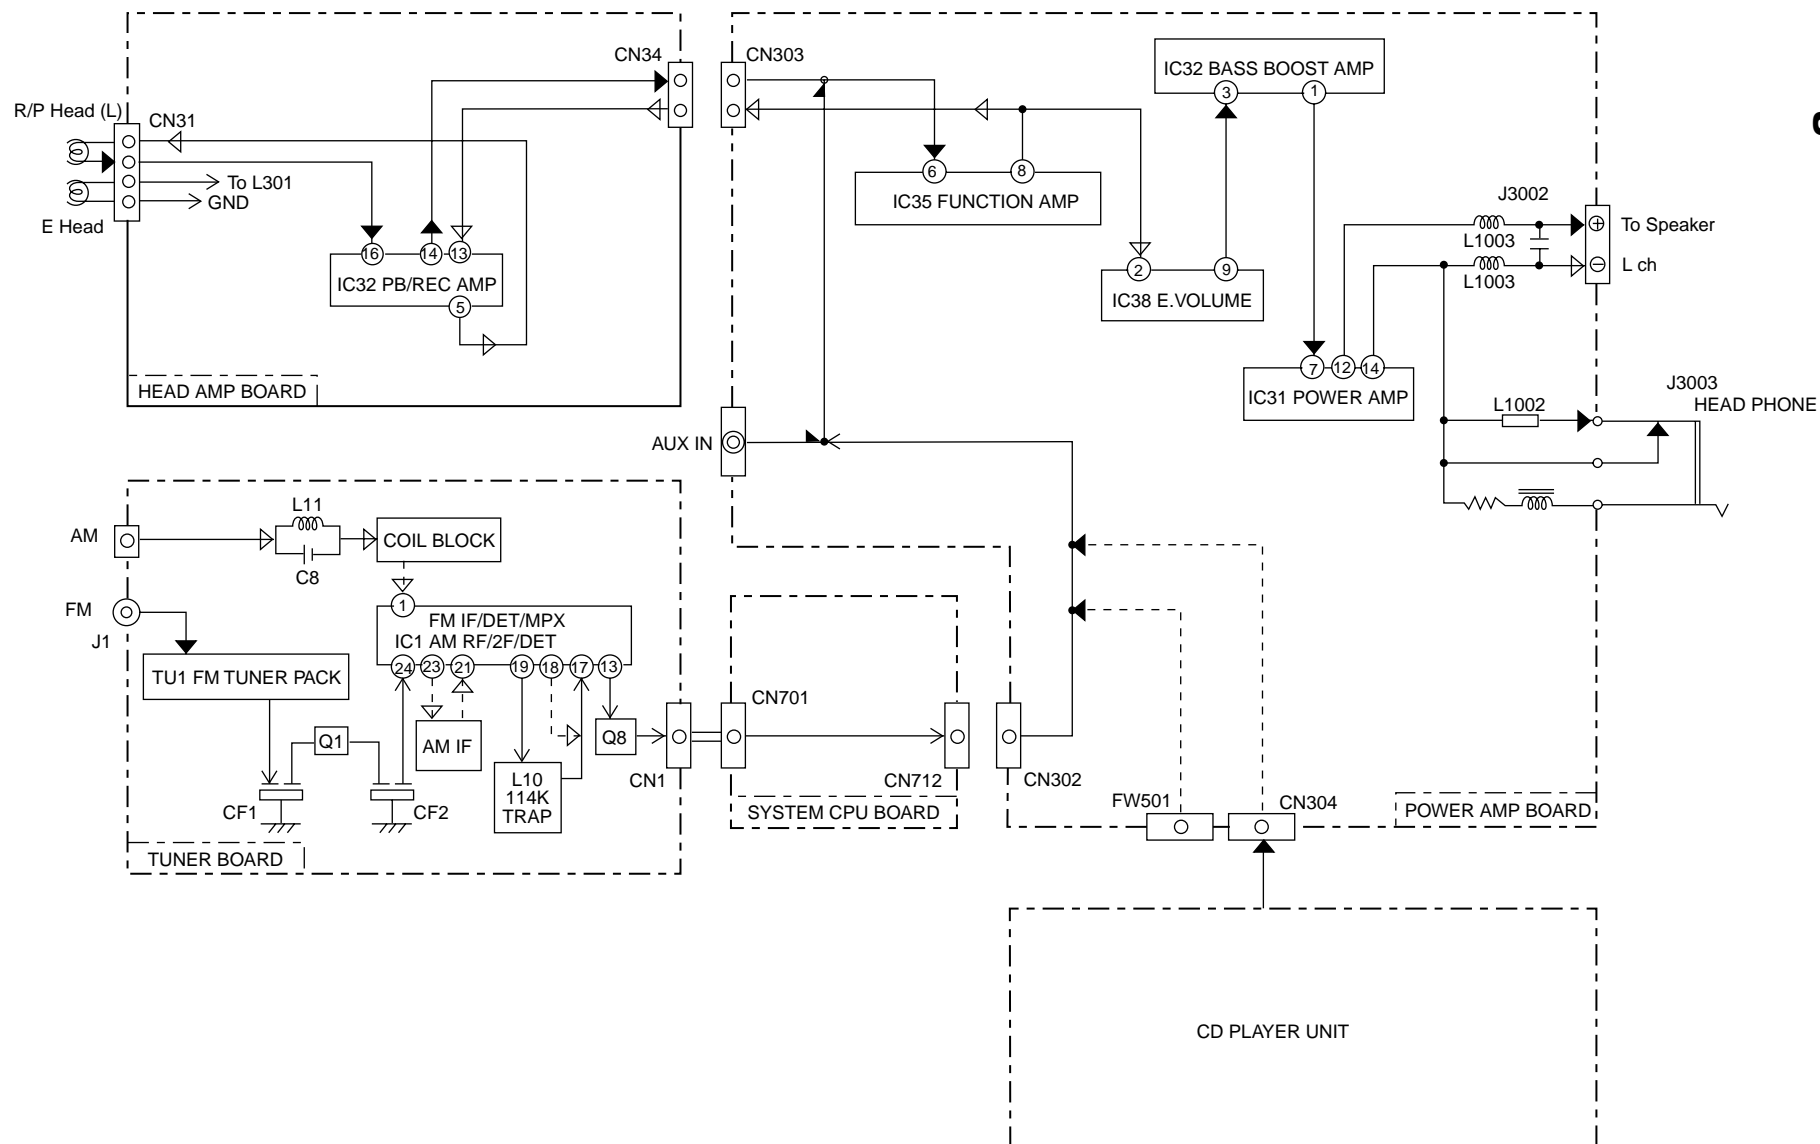 CN34
CN303
IC32 BASS BOOST AMP
3
1
R/P Head (L)
CN31
To L301
GND
E Head
16
14
13
IC32 PB/REC AMP
5
HEAD AMP BOARD
6
8
IC35 FUNCTION AMP
2
9
IC38 E.VOLUME
J3002
L1003
L1003
To Speaker
L ch
7
12
14
IC31 POWER AMP
J3003
HEAD PHONE
L1002
AUX IN
AM
L11
C8
COIL BLOCK
FM
J1
1
FM IF/DET/MPX
IC1 AM RF/2F/DET
24
23
21
19
18
17
13
TU1 FM TUNER PACK
Q1
AM IF
Q8
L10
114K
TRAP
CF1
CF2
CN1
TUNER BOARD
CN701
CN712
SYSTEM CPU BOARD
CN302
FW501
CN304
POWER AMP BOARD
CD PLAYER UNIT